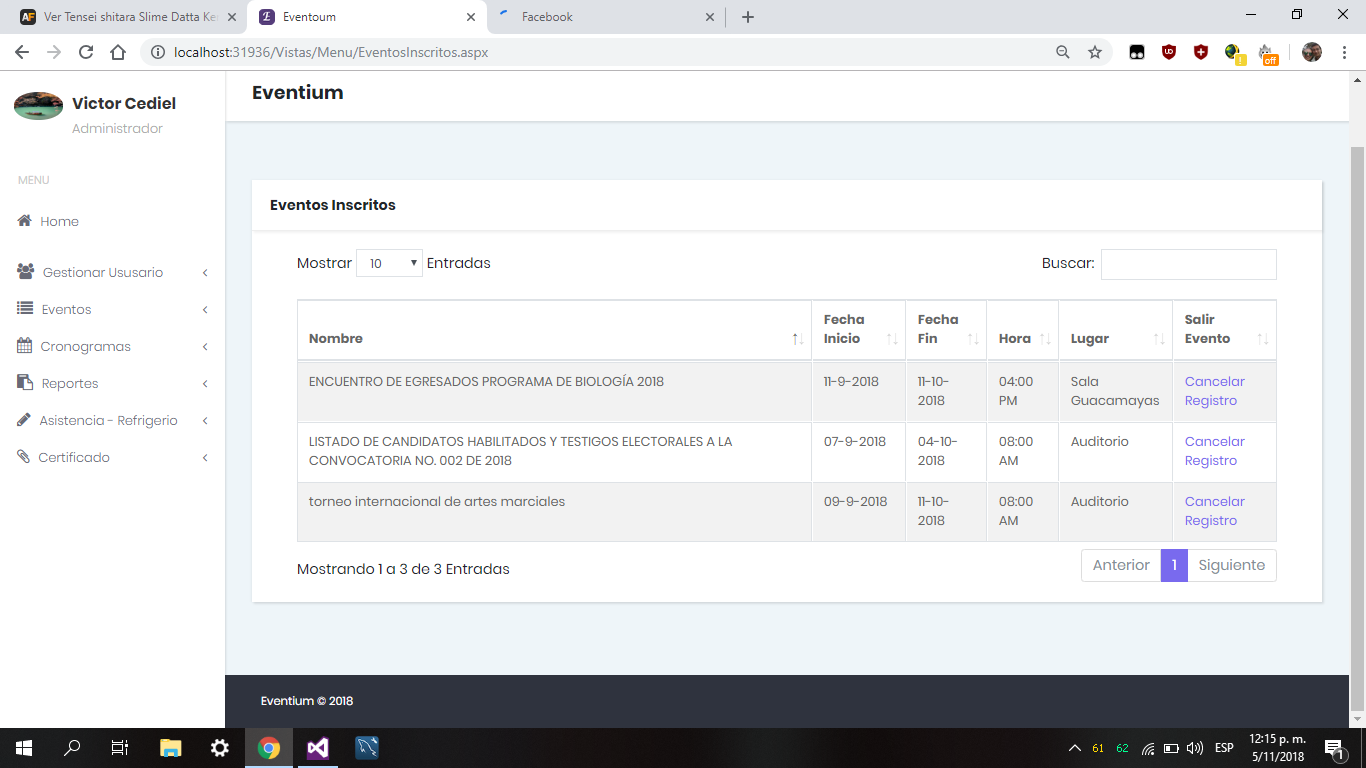 Ver Tensei shitara Slime Datta Ke
Eventoum
Facebook
localhost:31936/Vistas/Menu/EventosInscritos.aspx
off
Victor Cediel
Administrador
MENU
Home
Gestionar Ususario
Eventos
Cronogramas
Reportes
Asistencia - Refrigerio
Certificado
Eventium
Eventos Inscritos
Mostrar 10 Entradas
Buscar:
Nombre
Fecha
Inicio
Fecha
Fin
Hora
Lugar
Salir
Evento
ENCUENTRO DE EGRESADOS PROGRAMA DE BIOLOGÍA 2018
11-9-2018
11-10-
2018
04:00
PM
Sala
Guacamayas
Cancelar
Registro
LISTADO DE CANDIDATOS HABILITADOS Y TESTIGOS ELECTORALES A LA
CONVOCATORIA NO. 002 DE 2018
07-9-2018
04-10-
2018
08:00
AM
Auditorio
Cancelar
Registro
torneo internacional de artes marciales
09-9-2018
11-10-
2018
08:00
AM
Auditorio
Cancelar
Registro
Mostrando 1 a 3 de 3 Entradas
Anterior 1 Siguiente
Eventium © 2018
61 62 ESP
12:15 p. m.
5/11/2018
1